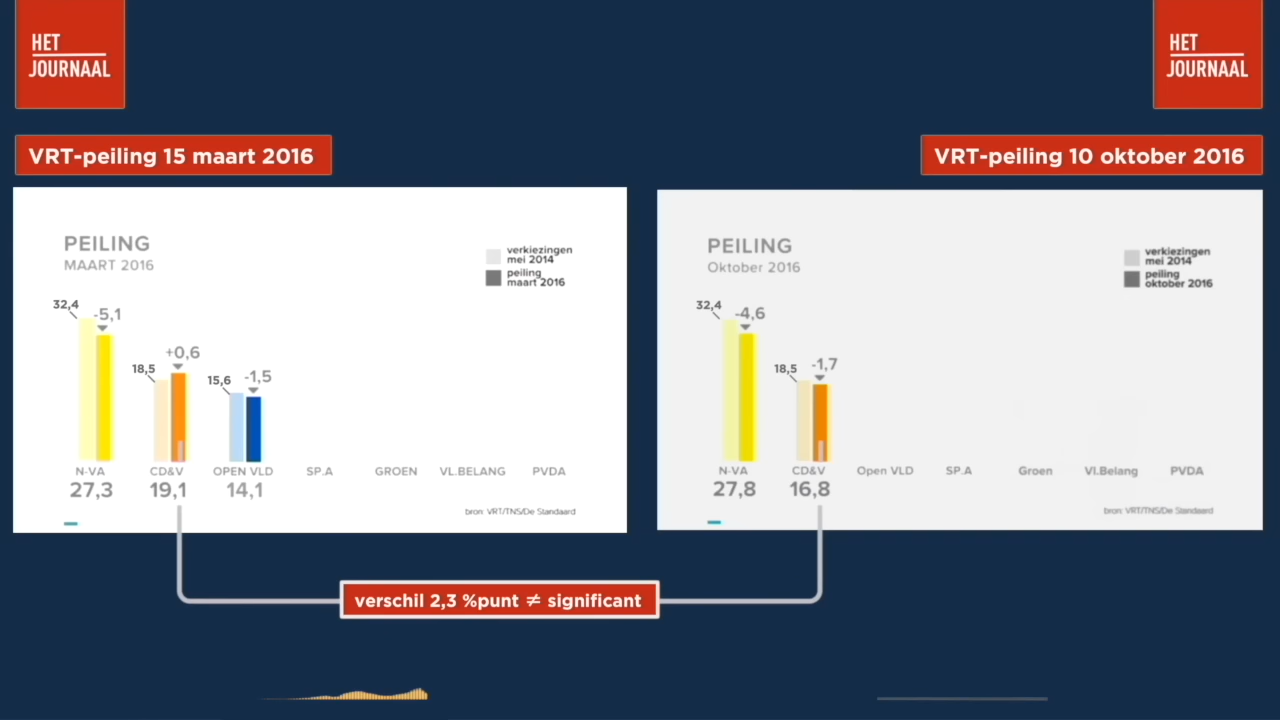 HET
JOURNAAL
HET
JOURNAAL
VRT-peiling 15 maart 2016
VRT-peiling 10 oktober 2016
PEILING
MAART 2016
verkiezingen
mei 2014
peiling
maart 2016
32,4
-5,1
+0,6
18,5
15,6
-1,5
N-VA
CD&V
OPEN VLD
SP.A
GROEN
VL.BELANG
PVDA
27,3
19,1
14,1
bron: VRT/TNS/De Standaard
PEILING
Oktober 2016
verkiezingen
mei 2014
peiling
oktober 2016
32,4
-4,6
18,5
-1,7
N-VA
CD&V
Open VLD
SP.A
Groen
Vl.Belang
PVDA
27,8
16,8
bron: VRT/TNS/De Standaard
verschil 2,3 %punt ≠ significant